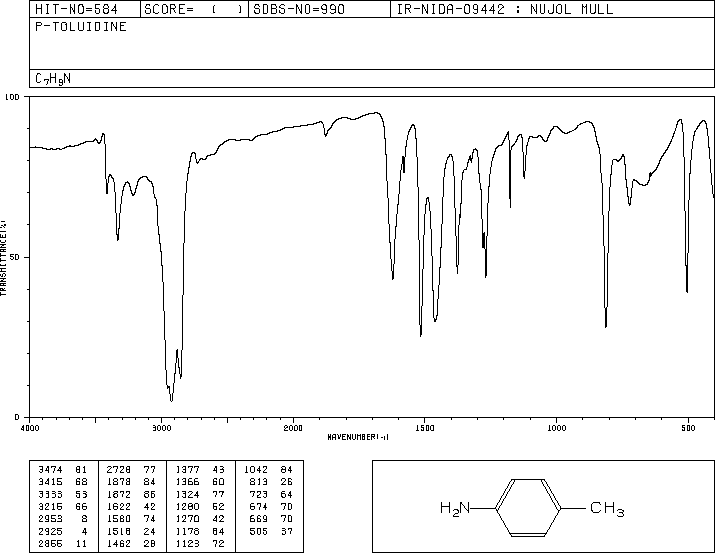 HIT-NO=584 SCORE= ( ) SDBS-NO=990 IR-NIDA-09442 : NUJOL MULL
P-TOLUIDINE
C7H9N
100
50
0
TRANSMITTANCE(%)
4000 3000 2000 1500 1000 500
WAVENUMBER(-1)
3474 81 2728 77 1377 43 1042 84
3415 68 1878 84 1366 60 813 26
3333 53 1872 86 1324 77 723 64
3215 66 1622 42 1280 52 674 70
2953 8 1580 74 1270 42 669 70
2925 4 1518 24 1178 64 505 37
2855 11 1462 28 1123 72
H2N CH3